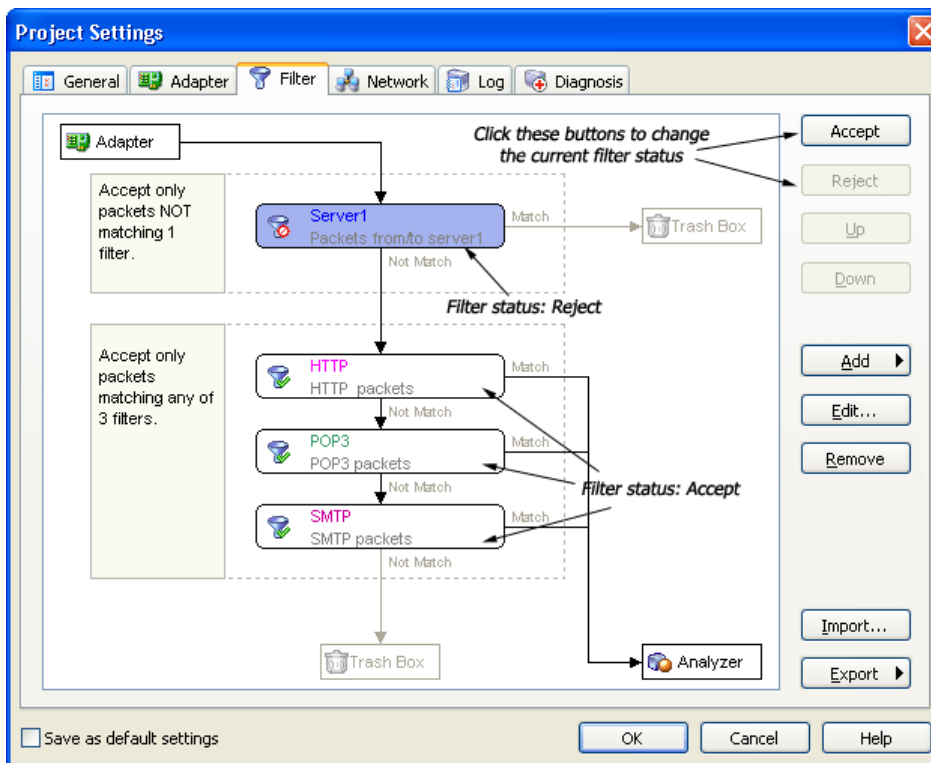 Project Settings
General
Adapter
Filter
Network
Log
Diagnosis
Adapter
Click these buttons to change
the current filter status
Accept
Reject
Up
Down
Accept only
packets NOT
matching 1
filter.
Server1
Packets from/to server1
Match
Trash Box
Not Match
Filter status: Reject
Accept only
packets
matching any of
3 filters.
HTTP
HTTP packets
Match
Not Match
POP3
POP3 packets
Match
Not Match
Filter status: Accept
SMTP
SMTP packets
Match
Not Match
Trash Box
Analyzer
Add
Edit...
Remove
Import...
Export
Save as default settings
OK
Cancel
Help